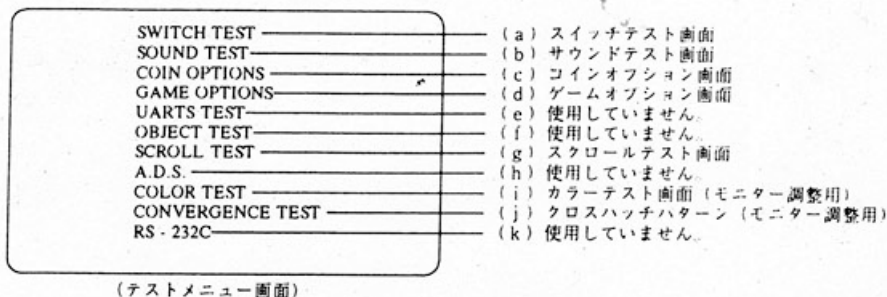 SWITCH TEST (a) スイッチテスト画面
SOUND TEST (b) サウンドテスト画面
COIN OPTIONS (c) コインオプション画面
GAME OPTIONS (d) ゲームオプション画面
UARTS TEST (e) 使用していません。
OBJECT TEST (f) 使用していません。
SCROLL TEST (g) スクロールテスト画面
A.D.S. (h) 使用していません。
COLOR TEST (i) カラーテスト画面 (モニター調整用)
CONVERGENCE TEST (j) クロスハッチパターン (モニター調整用)
RS - 232C (k) 使用していません。
(テストメニュー画面)